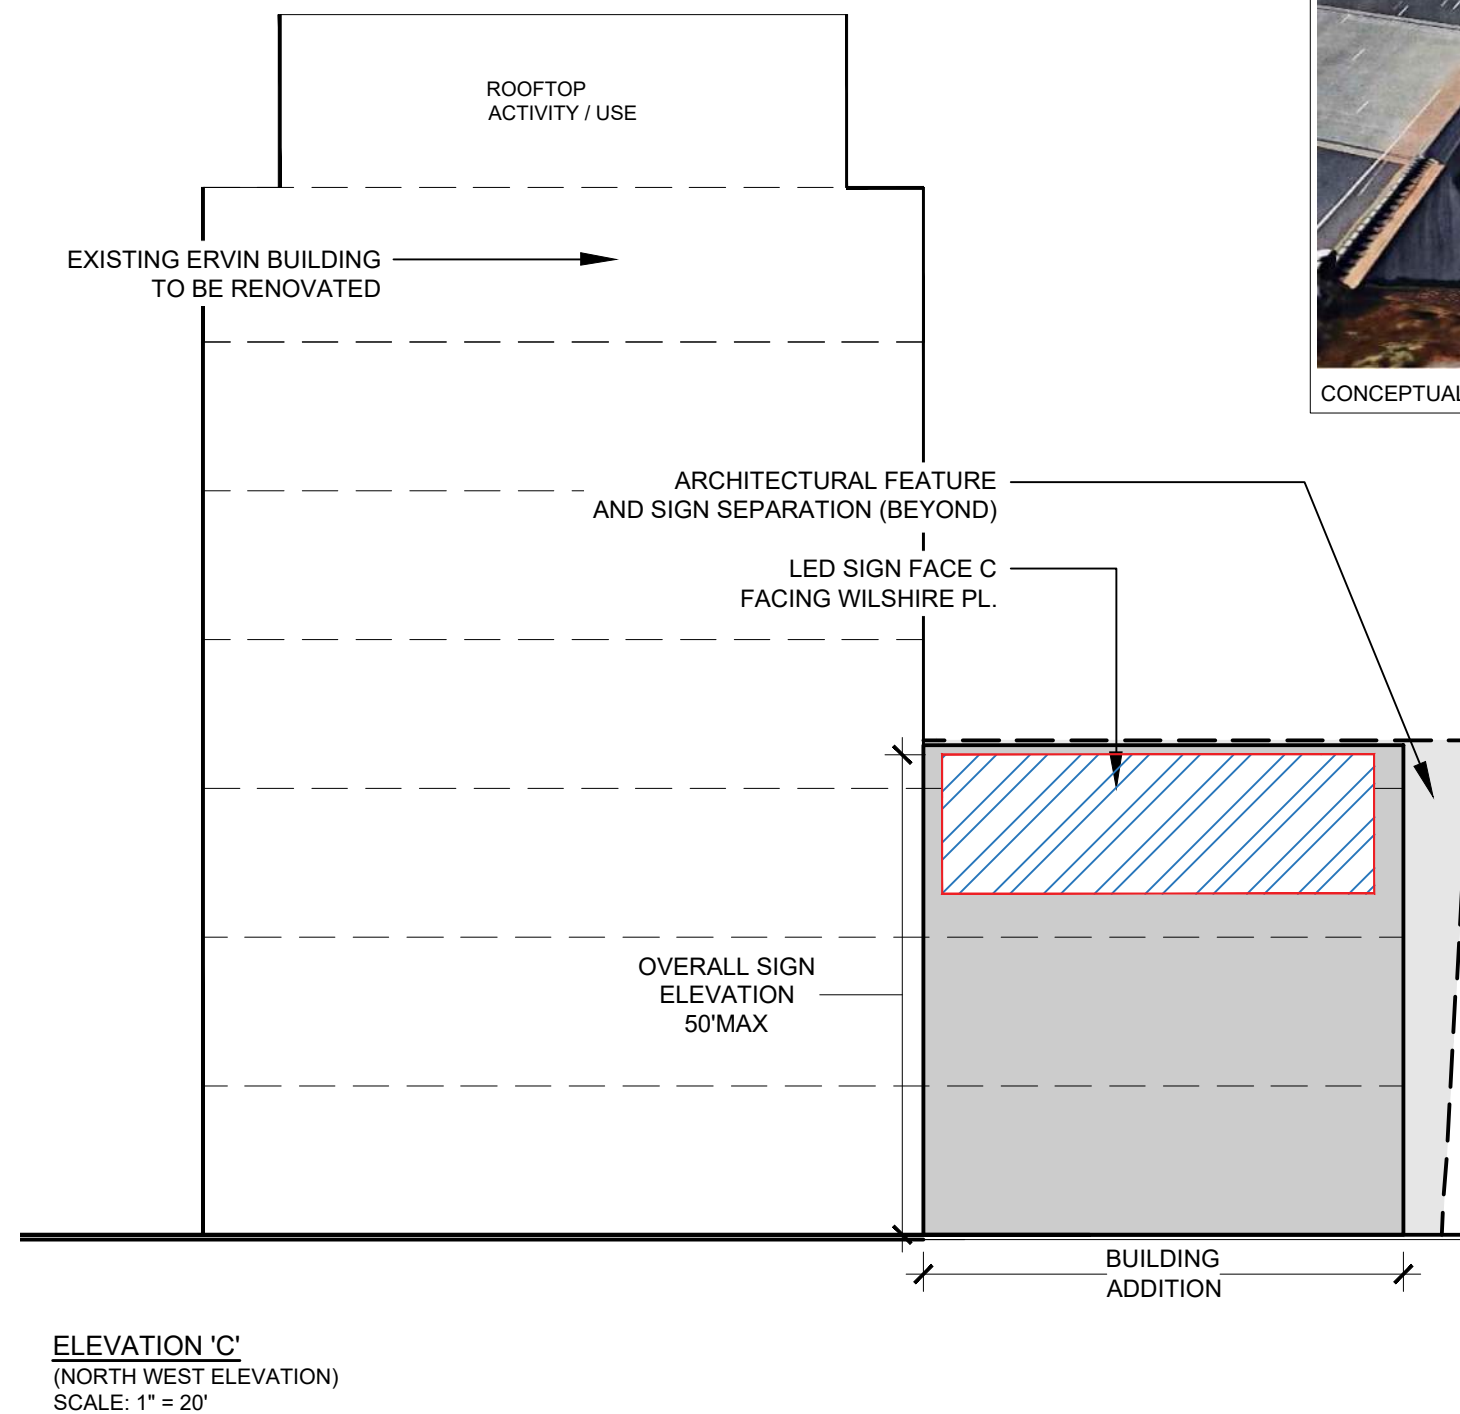 ROOFTOP
ACTIVITY / USE
EXISTING ERVIN BUILDING
TO BE RENOVATED
CONCEPTUAL
ARCHITECTURAL FEATURE
AND SIGN SEPARATION (BEYOND)
LED SIGN FACE C
FACING WILSHIRE PL.
OVERALL SIGN
ELEVATION
50'MAX
BUILDING
ADDITION
ELEVATION 'C'
(NORTH WEST ELEVATION)
SCALE: 1" = 20'